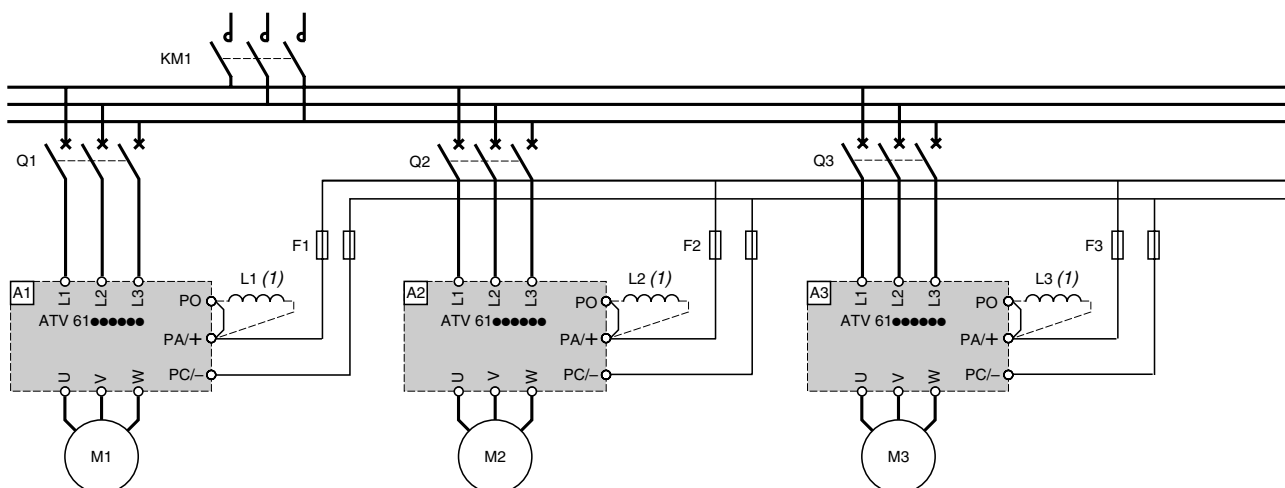 KM1
Q1
Q2
Q3
F1
F2
F3
A1
L1
L2
L3
PO
L1 (1)
ATV 61●●●●●●
PA/+
PC/–
U
V
W
M1
A2
L1
L2
L3
PO
L2 (1)
ATV 61●●●●●●
PA/+
PC/–
U
V
W
M2
A3
L1
L2
L3
PO
L3 (1)
ATV 61●●●●●●
PA/+
PC/–
U
V
W
M3